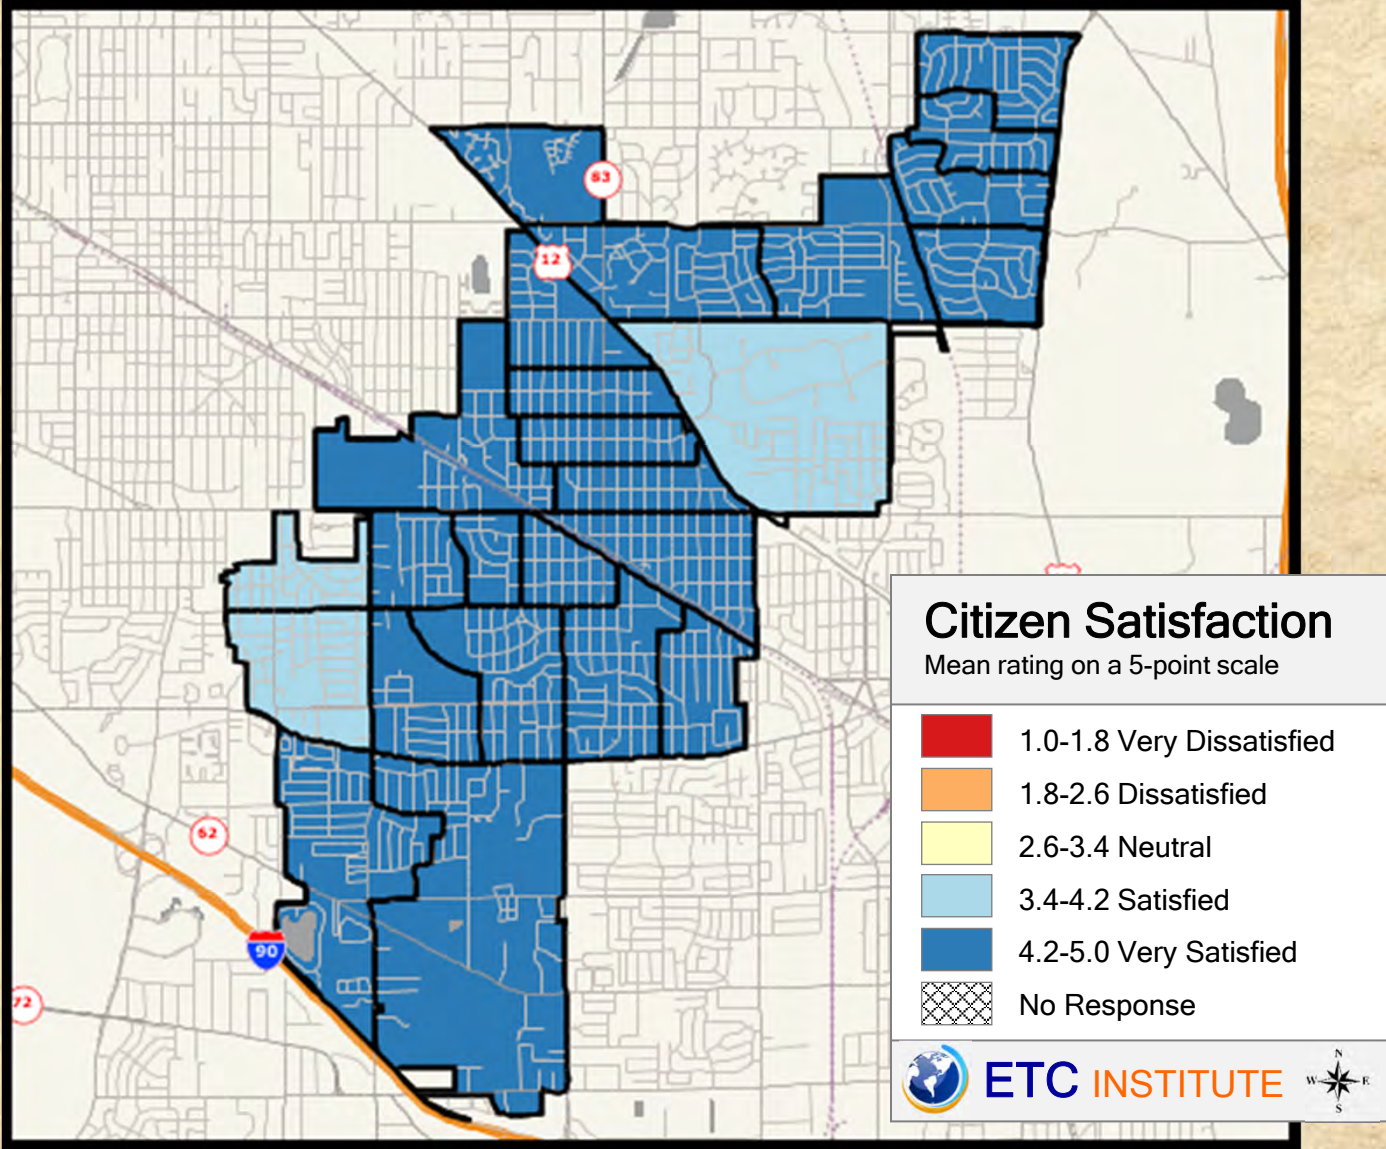 83
12
62
90
72
Citizen Satisfaction
Mean rating on a 5-point scale
1.0-1.8 Very Dissatisfied
1.8-2.6 Dissatisfied
2.6-3.4 Neutral
3.4-4.2 Satisfied
4.2-5.0 Very Satisfied
No Response
ETC INSTITUTE
N
W E
S